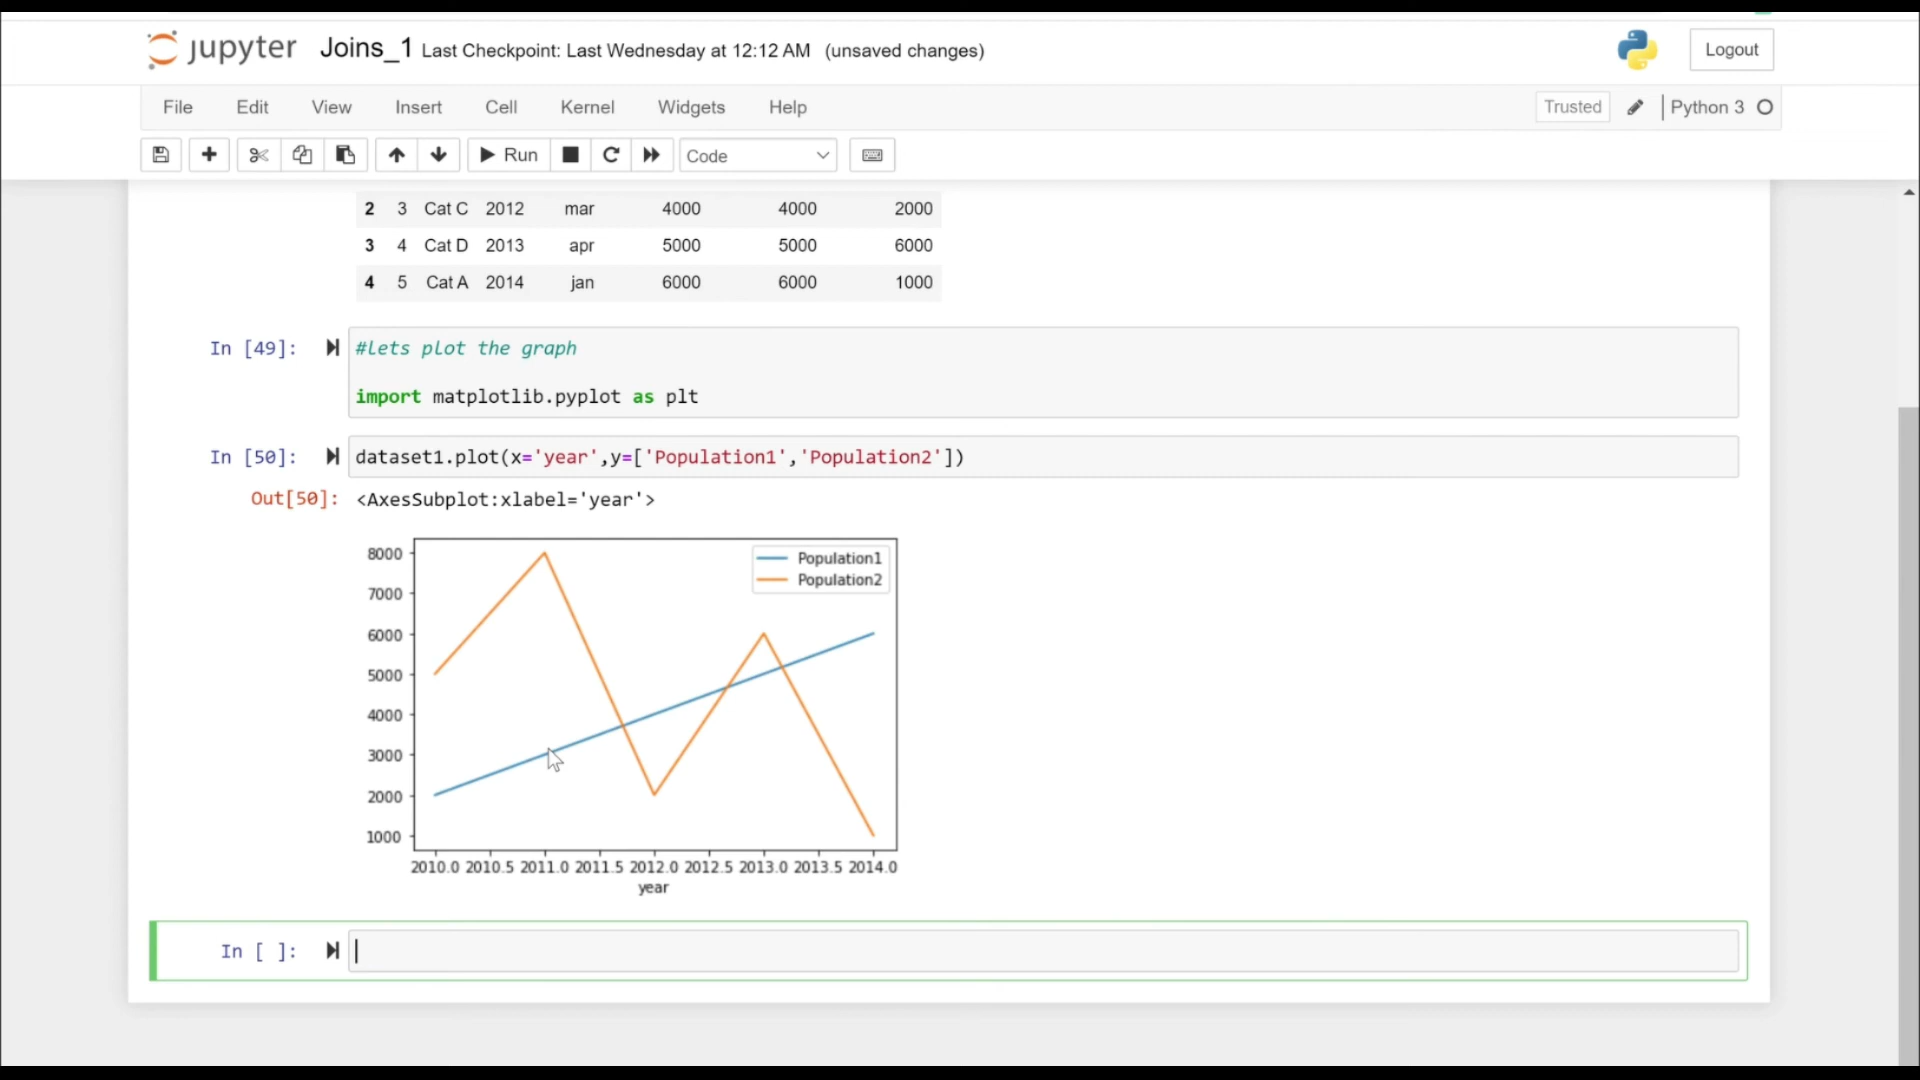 jupyter Joins_1 Last Checkpoint: Last Wednesday at 12:12 AM (unsaved changes) Logout
File Edit View Insert Cell Kernel Widgets Help Trusted Python 3
Run Code
2 3 Cat C 2012 mar 4000 4000 2000
3 4 Cat D 2013 apr 5000 5000 6000
4 5 Cat A 2014 jan 6000 6000 1000
In [49]: #lets plot the graph
import matplotlib.pyplot as plt
In [50]: dataset1.plot(x='year',y=['Population1','Population2'])
Out[50]: <AxesSubplot:xlabel='year'>
Population1
Population2
8000
7000
6000
5000
4000
3000
2000
1000
2010.0 2010.5 2011.0 2011.5 2012.0 2012.5 2013.0 2013.5 2014.0
year
In [ ]: